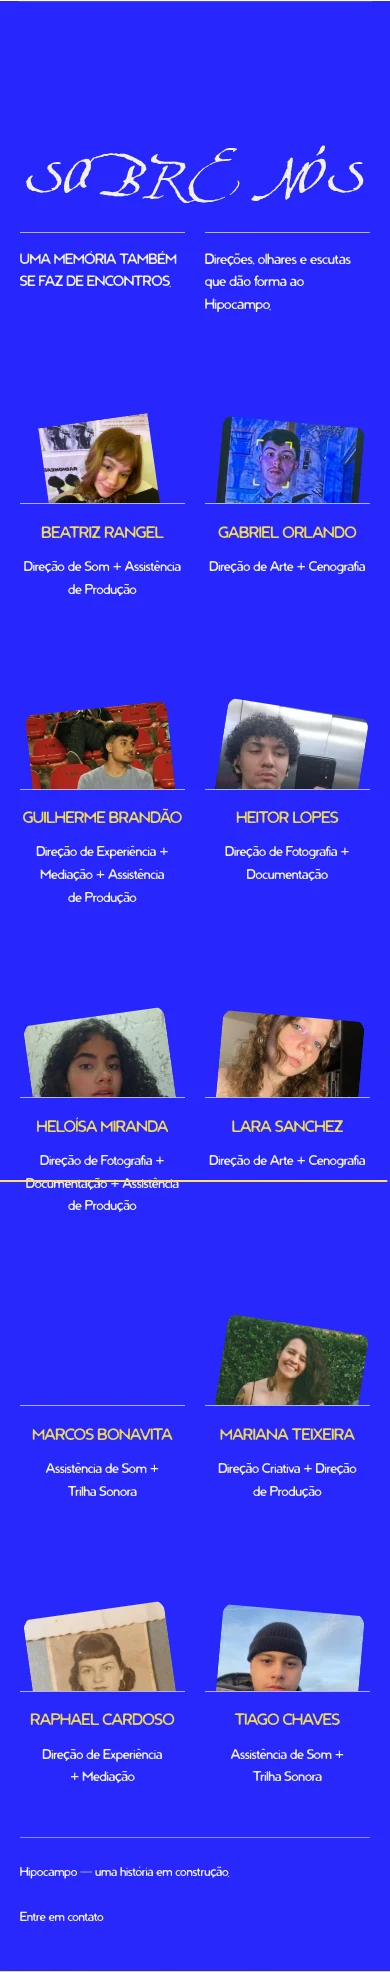 SOBRE NÓS
UMA MEMÓRIA TAMBÉM
SE FAZ DE ENCONTROS.
Direções, olhares e escutas
que dão forma ao
Hipocampo.
BEATRIZ RANGEL
Direção de Som + Assistência
de Produção
GABRIEL ORLANDO
Direção de Arte + Cenografia
GUILHERME BRANDÃO
Direção de Experiência +
Mediação + Assistência
de Produção
HEITOR LOPES
Direção de Fotografia +
Documentação
HELOÍSA MIRANDA
Direção de Fotografia +
Documentação + Assistência
de Produção
LARA SANCHEZ
Direção de Arte + Cenografia
MARCOS BONAVITA
Assistência de Som +
Trilha Sonora
MARIANA TEIXEIRA
Direção Criativa + Direção
de Produção
RAPHAEL CARDOSO
Direção de Experiência
+ Mediação
TIAGO CHAVES
Assistência de Som +
Trilha Sonora
Hipocampo — uma história em construção.
Entre em contato